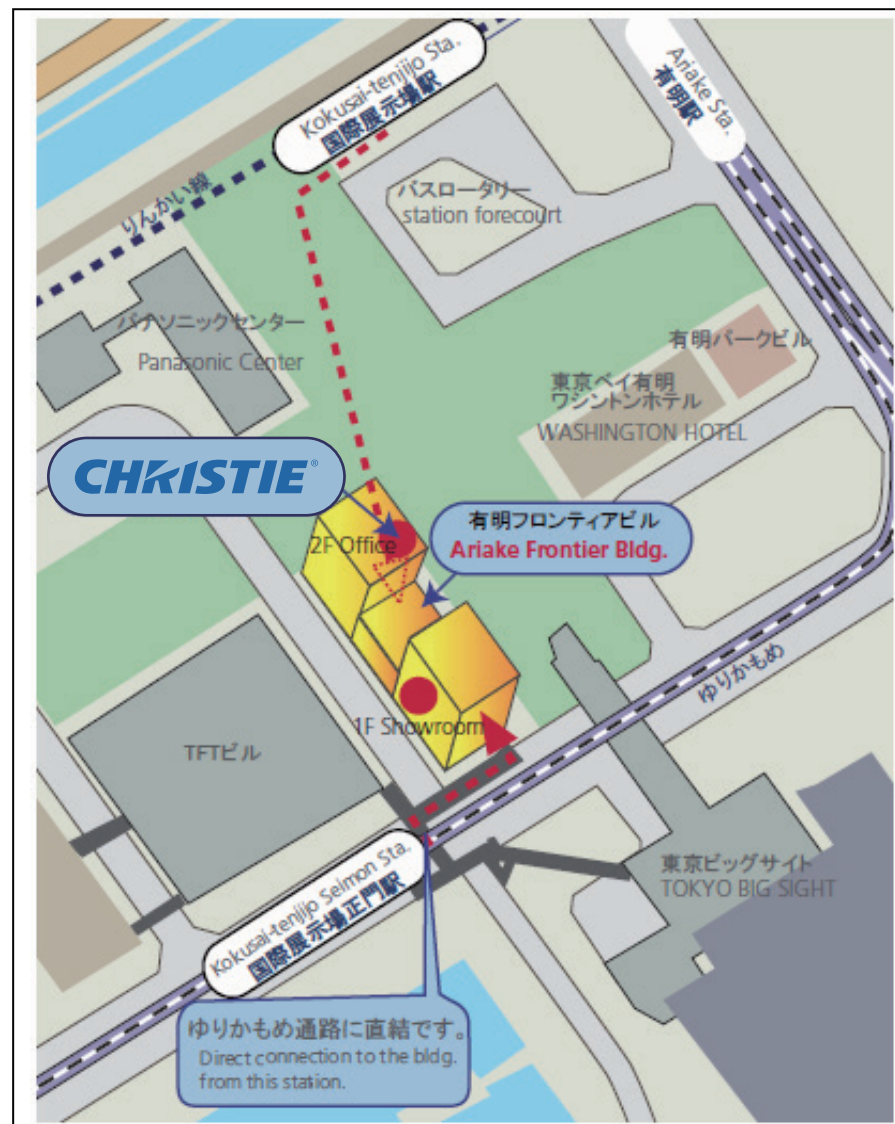 Kokusai-tenjijo Sta.
国際展示場駅
Ariake Sta.
有明駅
りんかい線
バスロータリー
station forecourt
パナソニックセンター
Panasonic Center
有明パークビル
東京ベイ有明
ワシントンホテル
WASHINGTON HOTEL
CHRISTIE®
2F Office
有明フロンティアビル
Ariake Frontier Bldg.
ゆりかもめ
1F Showroom
TFTビル
東京ビッグサイト
TOKYO BIG SIGHT
Kokusai-tenjijo Seimon Sta.
国際展示場正門駅
ゆりかもめ通路に直結です。
Direct connection to the bldg.
from this station.